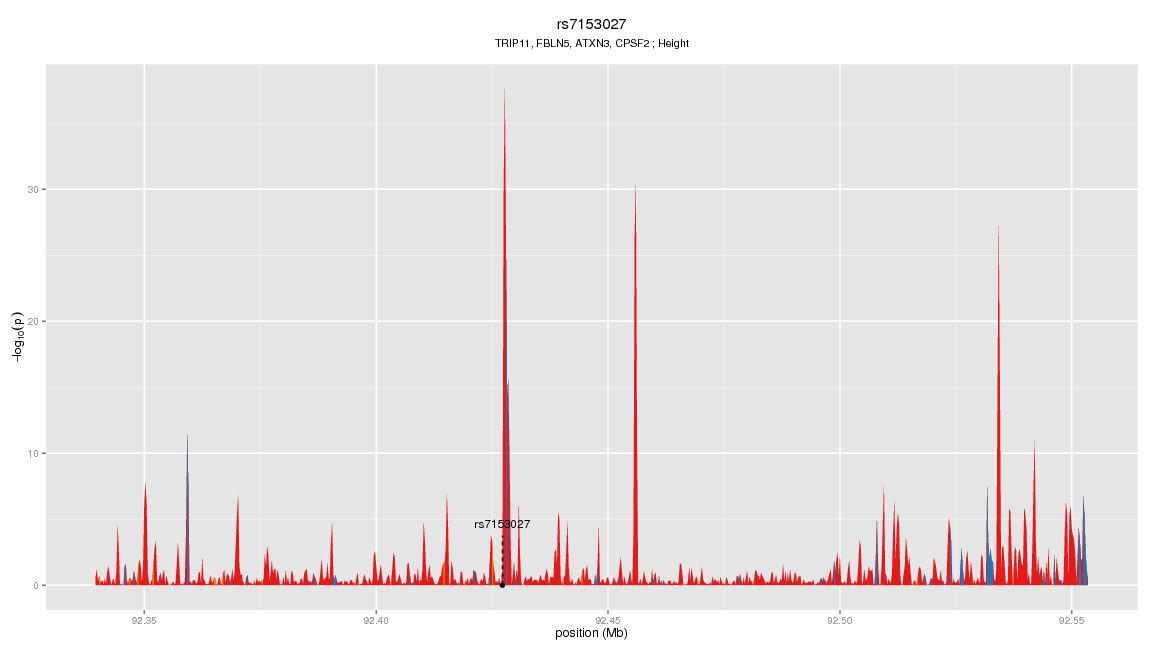 rs7153027
TRIP11, FBLN5, ATXN3, CPSF2 ; Height
30
20
10
0
−log₁₀(p)
rs7153027
92.35
92.40
92.45
92.50
92.55
position (Mb)